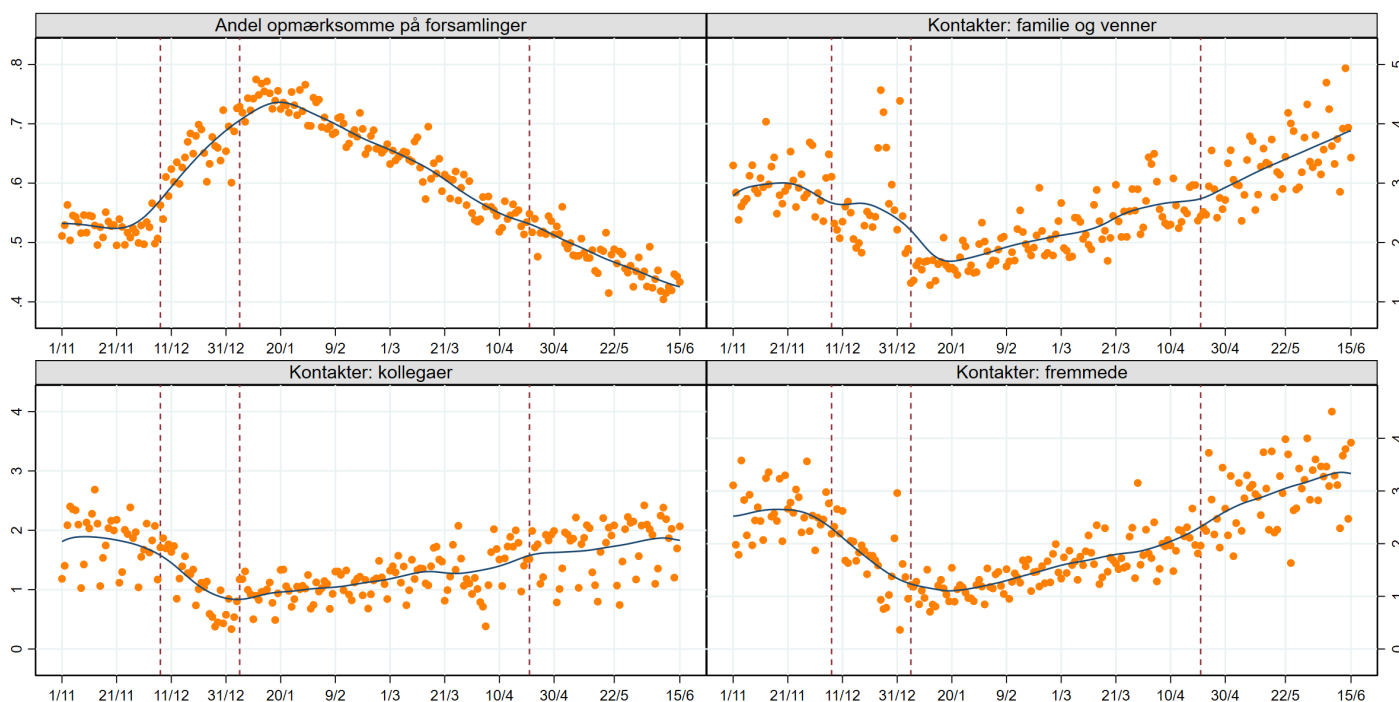 Andel opmærksomme på forsamlinger
.8
.7
.6
.5
.4
1/11 21/11 11/12 31/12 20/1 9/2 1/3 21/3 10/4 30/4 22/5 15/6
Kontakter: familie og venner
5
4
3
2
1
1/11 21/11 11/12 31/12 20/1 9/2 1/3 21/3 10/4 30/4 22/5 15/6
Kontakter: kollegaer
4
3
2
1
0
1/11 21/11 11/12 31/12 20/1 9/2 1/3 21/3 10/4 30/4 22/5 15/6
Kontakter: fremmede
4
3
2
1
0
1/11 21/11 11/12 31/12 20/1 9/2 1/3 21/3 10/4 30/4 22/5 15/6